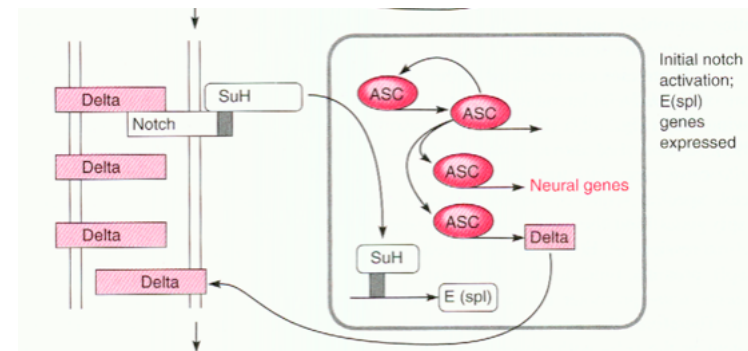 Delta
SuH
Notch
Delta
Delta
Delta
ASC
ASC
ASC
Neural genes
ASC
Delta
SuH
E (spl)
Initial notch
activation;
E(spl)
genes
expressed